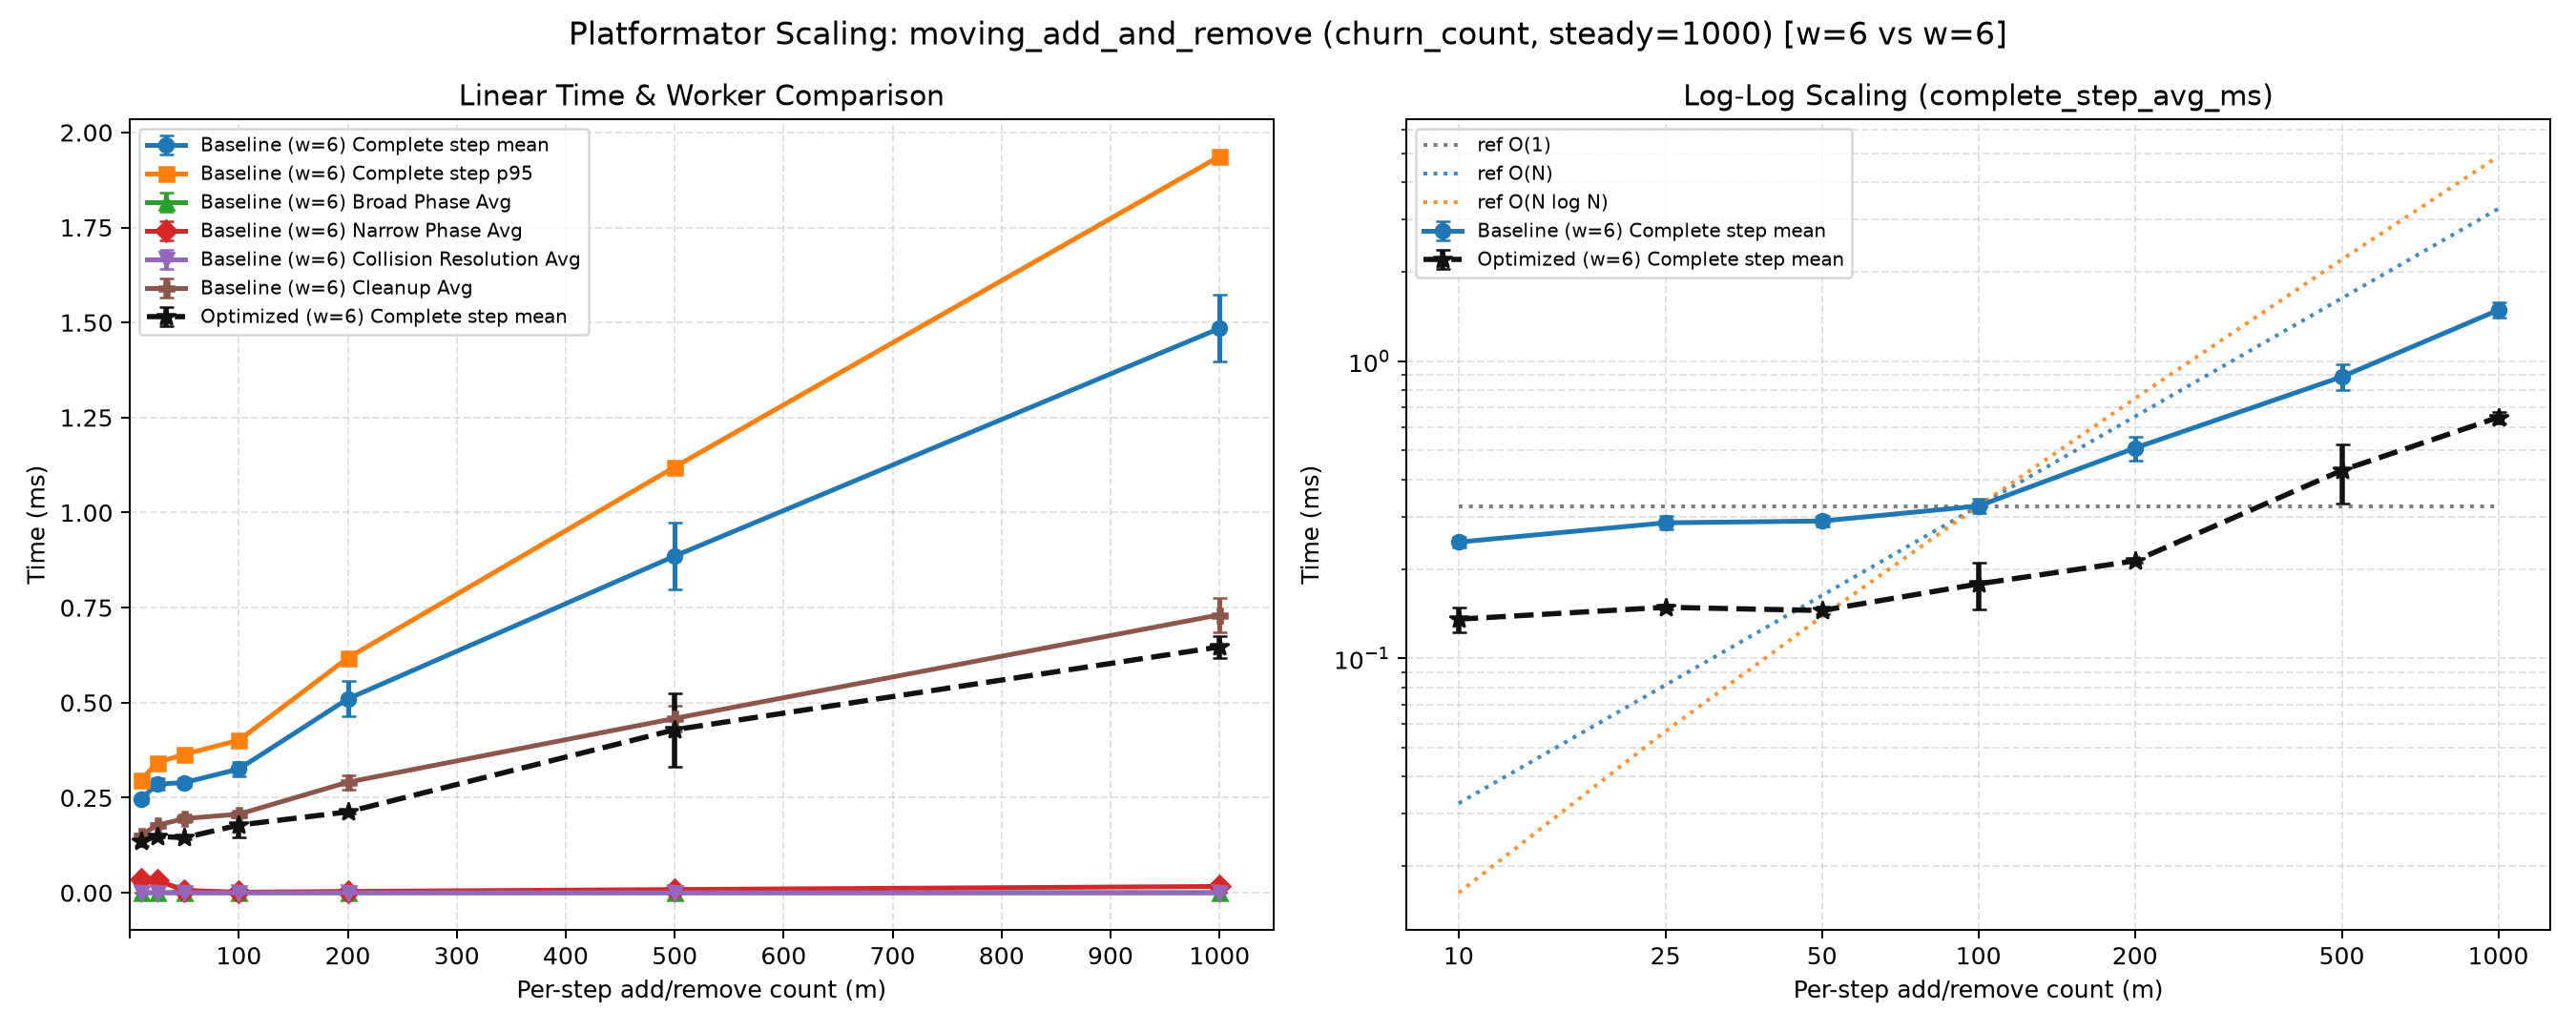 Platformator Scaling: moving_add_and_remove (churn_count, steady=1000) [w=6 vs w=6]
Linear Time & Worker Comparison
Baseline (w=6) Complete step mean
Baseline (w=6) Complete step p95
Baseline (w=6) Broad Phase Avg
Baseline (w=6) Narrow Phase Avg
Baseline (w=6) Collision Resolution Avg
Baseline (w=6) Cleanup Avg
Optimized (w=6) Complete step mean
2.00
1.75
1.50
1.25
1.00
0.75
0.50
0.25
0.00
Time (ms)
100 200 300 400 500 600 700 800 900 1000
Per-step add/remove count (m)
Log-Log Scaling (complete_step_avg_ms)
ref O(1)
ref O(N)
ref O(N log N)
Baseline (w=6) Complete step mean
Optimized (w=6) Complete step mean
10⁰
10⁻¹
Time (ms)
10 25 50 100 200 500 1000
Per-step add/remove count (m)